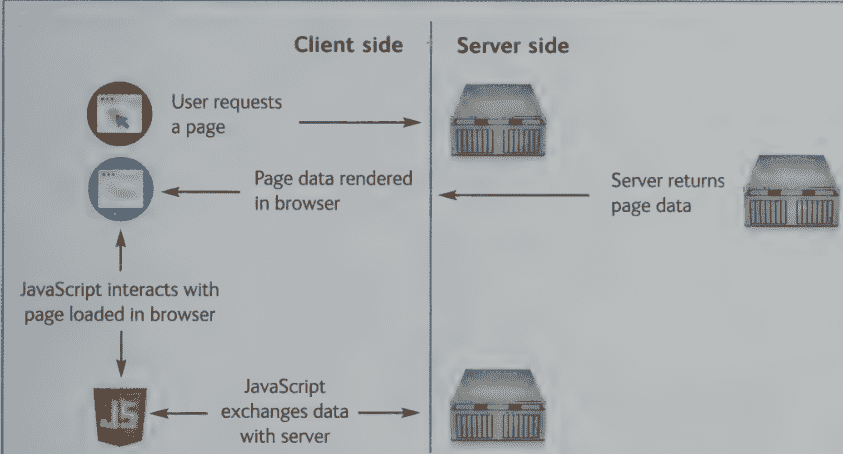 Client side
Server side
User requests
a page
Page data rendered
in browser
Server returns
page data
JavaScript interacts with
page loaded in browser
JS
JavaScript
exchanges data
with server